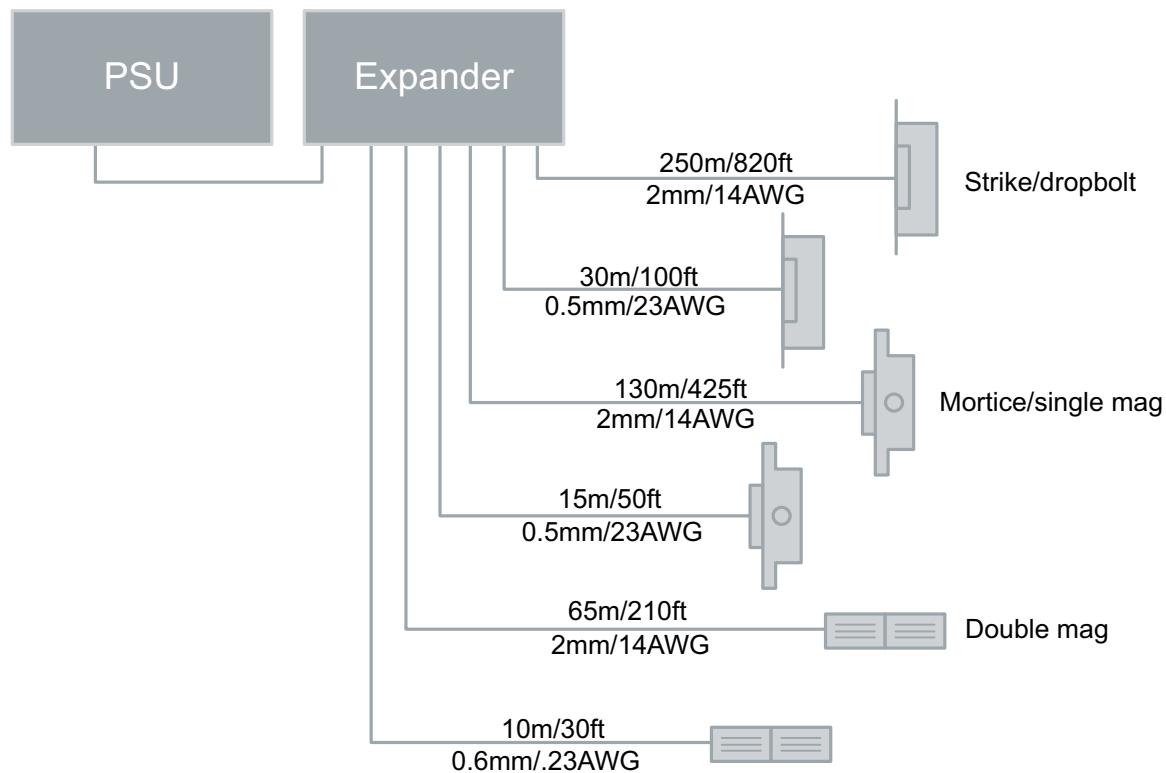 PSU
Expander
250m/820ft
2mm/14AWG
Strike/dropbolt
30m/100ft
0.5mm/23AWG
130m/425ft
2mm/14AWG
Mortice/single mag
15m/50ft
0.5mm/23AWG
65m/210ft
2mm/14AWG
Double mag
10m/30ft
0.6mm/.23AWG